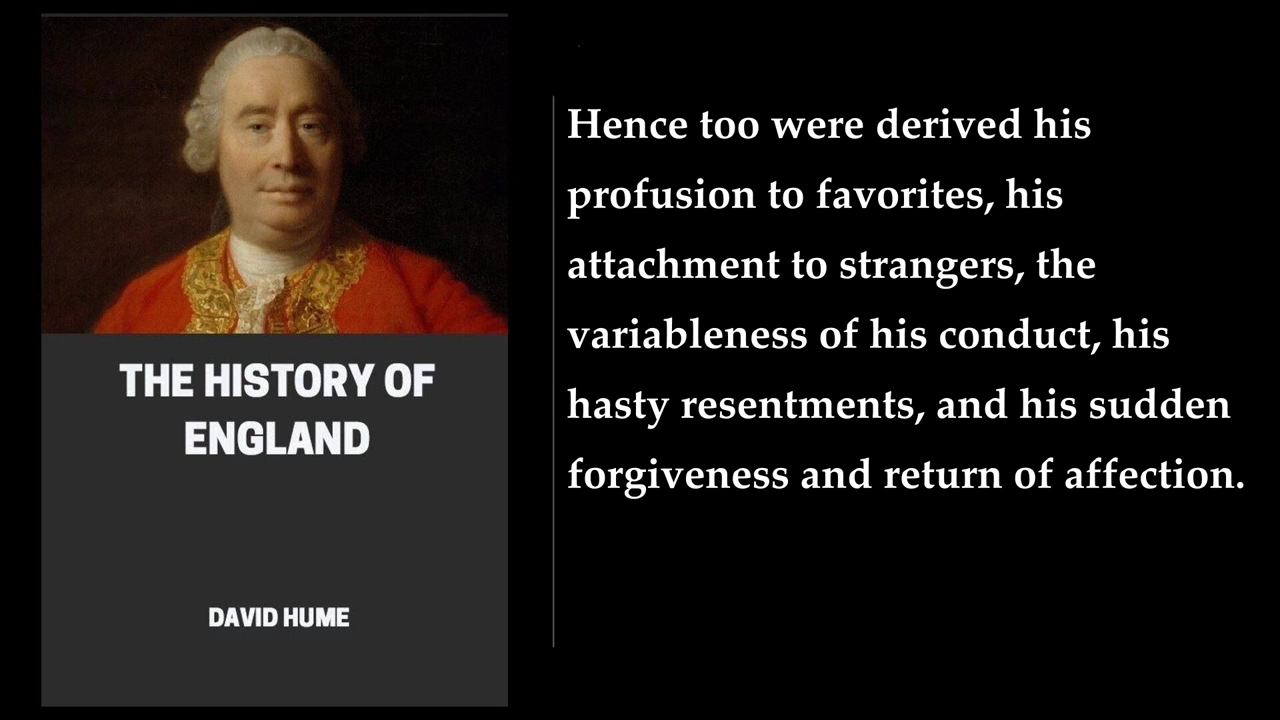 THE HISTORY OF
ENGLAND
DAVID HUME
Hence too were derived his
profusion to favorites, his
attachment to strangers, the
variableness of his conduct, his
hasty resentments, and his sudden
forgiveness and return of affection.